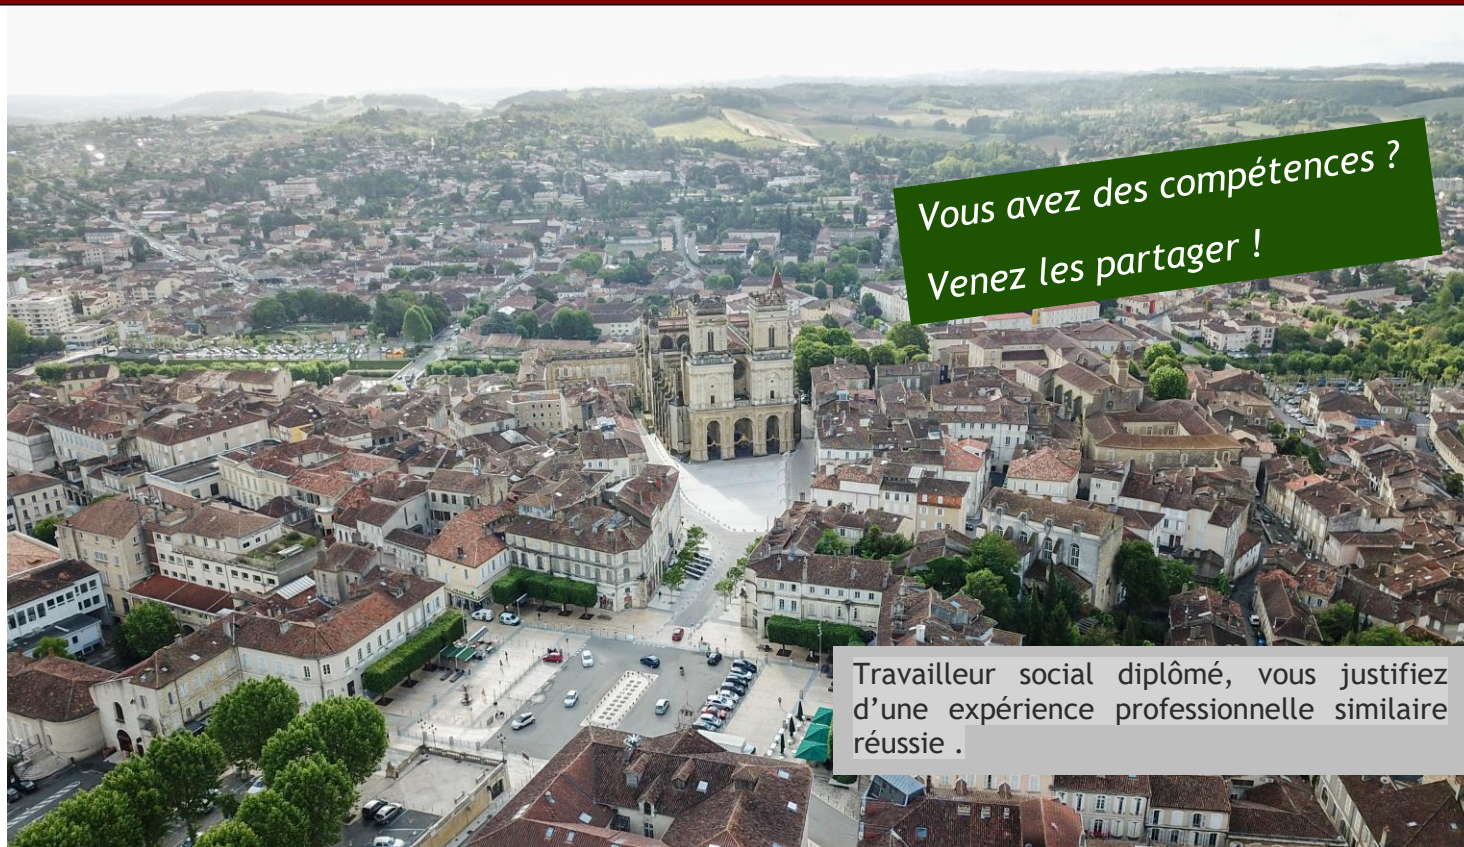 Vous avez des compétences ?
Venez les partager !
Travailleur social diplômé, vous justifiez
d’une expérience professionnelle similaire
réussie .